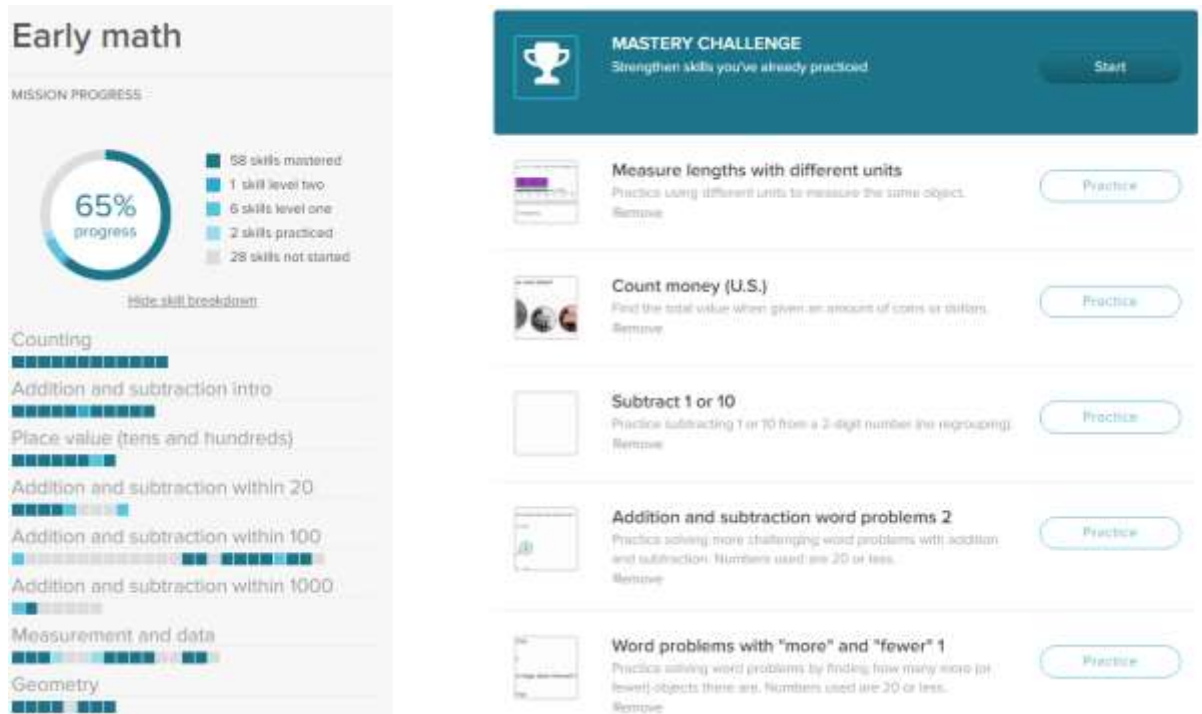 Early math
MISSION PROGRESS
65%
progress
58 skills mastered
1 skill level two
6 skills level one
2 skills practiced
28 skills not started
Hide skill breakdown
Counting
Addition and subtraction intro
Place value (tens and hundreds)
Addition and subtraction within 20
Addition and subtraction within 100
Addition and subtraction within 1000
Measurement and data
Geometry
MASTERY CHALLENGE
Strengthen skills you've already practiced
Start
Measure lengths with different units
Practice using different units to measure the same object.
Remove
Practice
Count money (U.S.)
Find the total value when given an amount of coins or dollars.
Remove
Practice
Subtract 1 or 10
Practice subtracting 1 or 10 from a 2-digit number (no regrouping).
Remove
Practice
Addition and subtraction word problems 2
Practice solving more challenging word problems with addition
and subtraction. Numbers used are 20 or less.
Remove
Practice
Word problems with "more" and "fewer" 1
Practice solving word problems by finding how many more (or
fewer) objects there are. Numbers used are 20 or less.
Remove
Practice